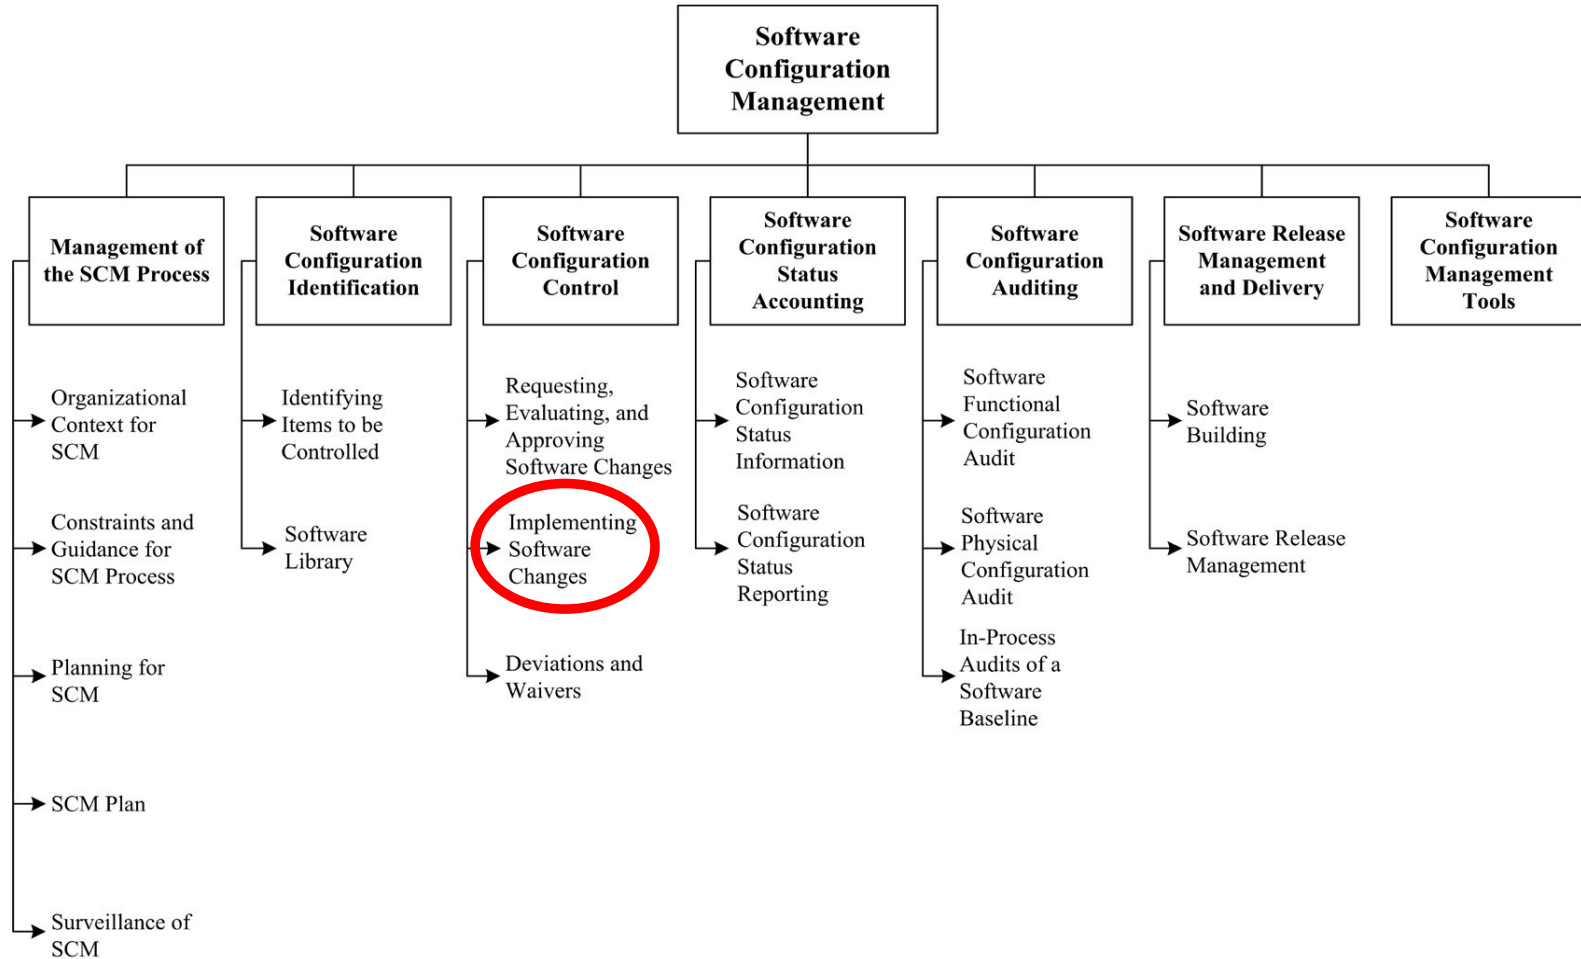 Software
Configuration
Management
Management of
the SCM Process
Software
Configuration
Identification
Software
Configuration
Control
Software
Configuration
Status
Accounting
Software
Configuration
Auditing
Software Release
Management
and Delivery
Software
Configuration
Management
Tools
Organizational
Context for
SCM
Constraints and
Guidance for
SCM Process
Planning for
SCM
SCM Plan
Surveillance of
SCM
Identifying
Items to be
Controlled
Software
Library
Requesting,
Evaluating, and
Approving
Software Changes
Implementing
Software
Changes
Deviations and
Waivers
Software
Configuration
Status
Information
Software
Configuration
Status
Reporting
Software
Functional
Configuration
Audit
Software
Physical
Configuration
Audit
In-Process
Audits of a
Software
Baseline
Software
Building
Software Release
Management